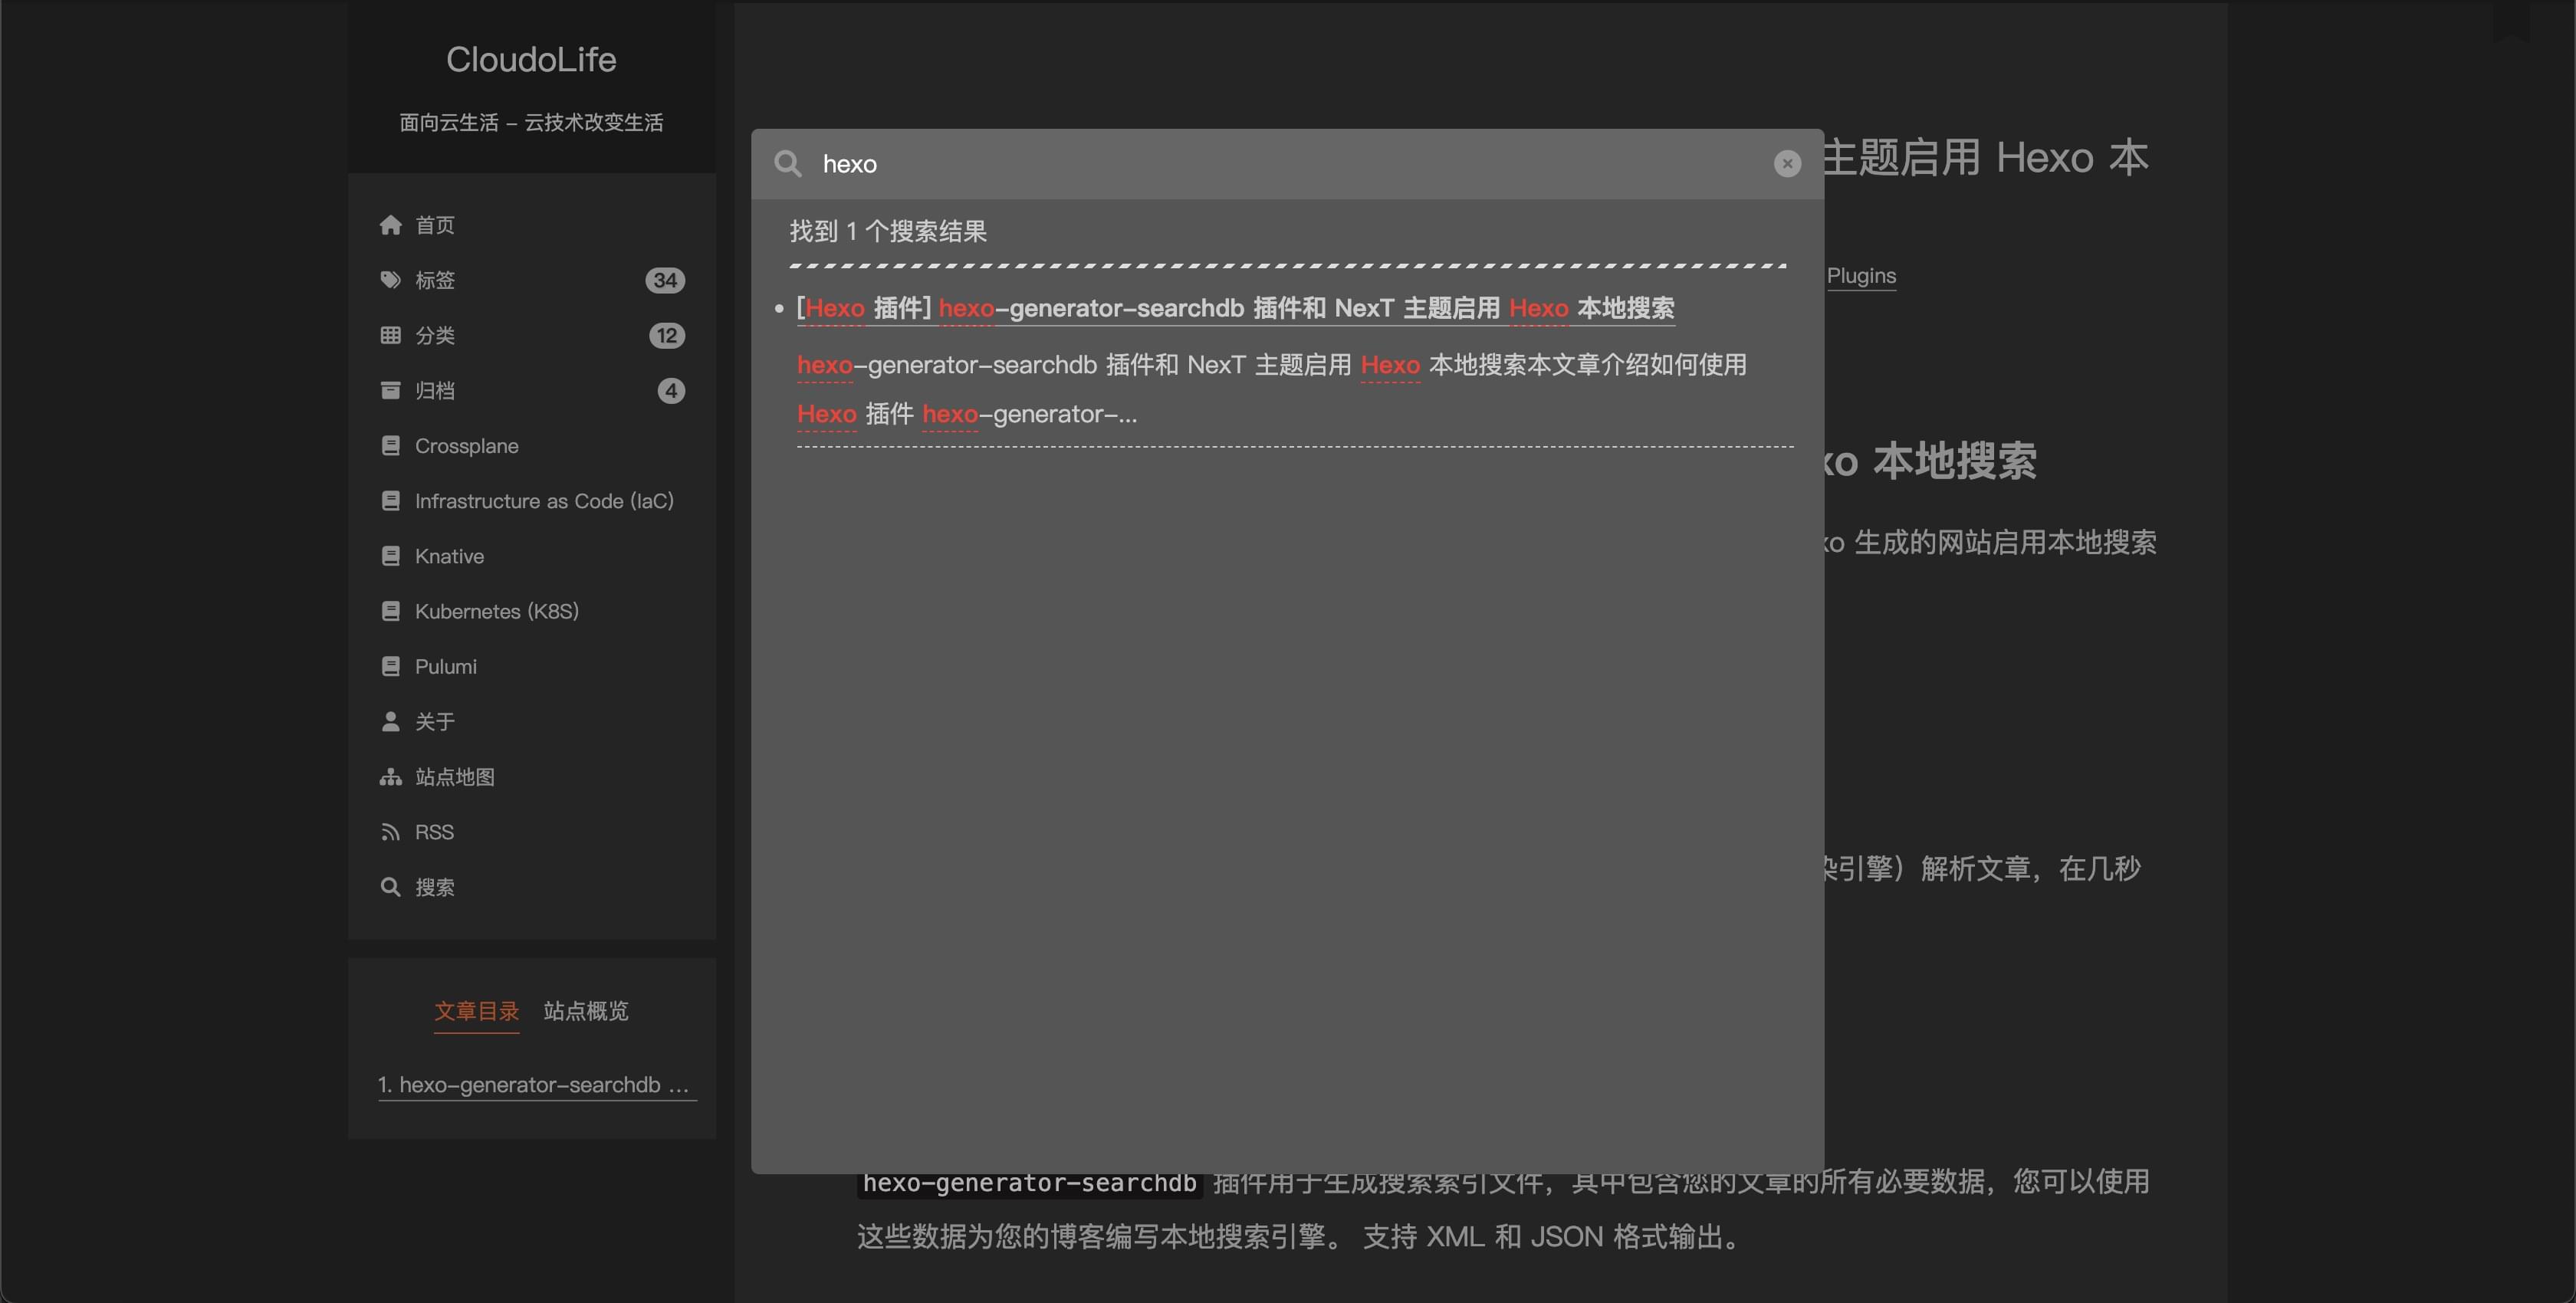 CloudoLife
面向云生活 – 云技术改变生活
首页
标签 34
分类 12
归档 4
Crossplane
Infrastructure as Code (IaC)
Knative
Kubernetes (K8S)
Pulumi
关于
站点地图
RSS
搜索
文章目录 站点概览
1. hexo-generator-searchdb ...
hexo
找到 1 个搜索结果
[Hexo 插件] hexo-generator-searchdb 插件和 NexT 主题启用 Hexo 本地搜索
hexo-generator-searchdb 插件和 NexT 主题启用 Hexo 本地搜索本文章介绍如何使用
Hexo 插件 hexo-generator-...
主题启用 Hexo 本
Plugins
xo 本地搜索
xo 生成的网站启用本地搜索
染引擎）解析文章，在几秒
hexo-generator-searchdb 插件用于生成搜索索引文件，其中包含您的文章的所有必要数据，您可以使用
这些数据为您的博客编写本地搜索引擎。 支持 XML 和 JSON 格式输出。